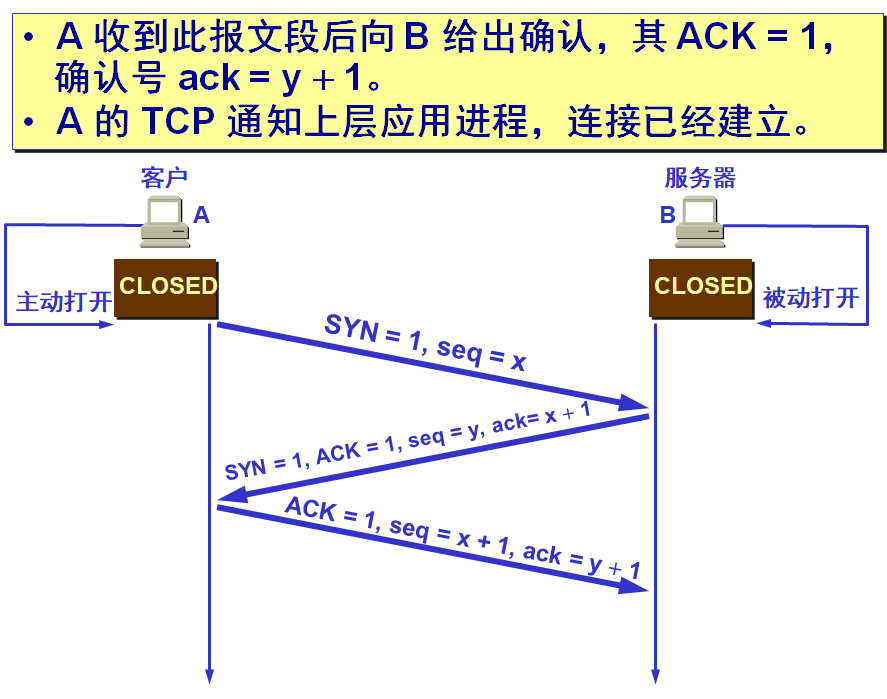 • A 收到此报文段后向 B 给出确认，其 ACK = 1，
确认号 ack = y + 1。
• A 的 TCP 通知上层应用进程，连接已经建立。
客户
服务器
A
B
CLOSED
CLOSED
主动打开
被动打开
SYN = 1, seq = x
SYN = 1, ACK = 1, seq = y, ack= x + 1
ACK = 1, seq = x + 1, ack = y + 1